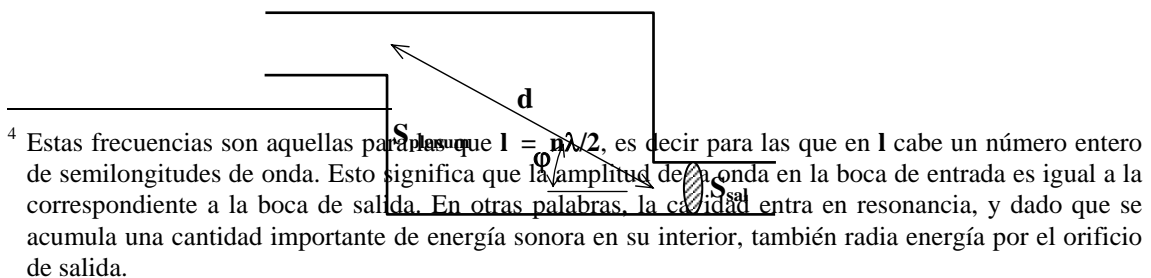 d
S plenum
φ
S sal
4 Estas frecuencias son aquellas para las que l = nλ/2, es decir para las que en l cabe un número entero
de semilongitudes de onda. Esto significa que la amplitud de la onda en la boca de entrada es igual a la
correspondiente a la boca de salida. En otras palabras, la cavidad entra en resonancia, y dado que se
acumula una cantidad importante de energía sonora en su interior, también radia energía por el orificio
de salida.